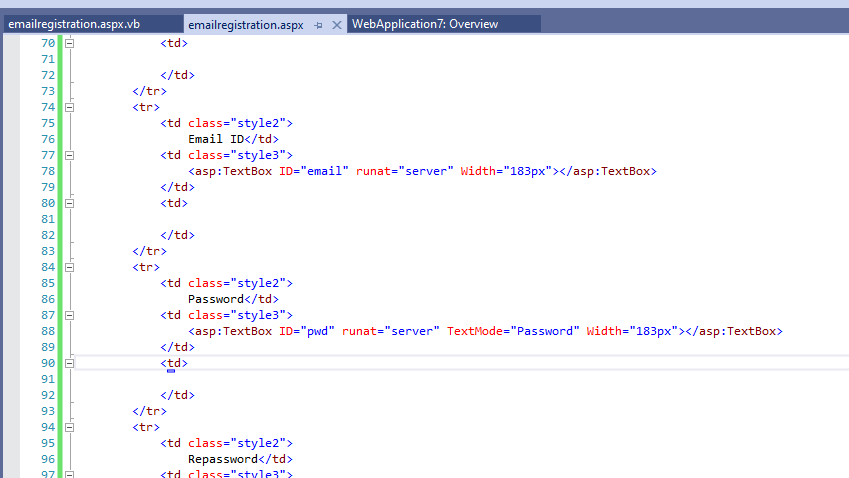 emailregistration.aspx.vb emailregistration.aspx WebApplication7: Overview
70 <td>
71
72 </td>
73 </tr>
74 <tr>
75 <td class="style2">
76 Email ID</td>
77 <td class="style3">
78 <asp:TextBox ID="email" runat="server" Width="183px"></asp:TextBox>
79 </td>
80 <td>
81
82 </td>
83 </tr>
84 <tr>
85 <td class="style2">
86 Password</td>
87 <td class="style3">
88 <asp:TextBox ID="pwd" runat="server" TextMode="Password" Width="183px"></asp:TextBox>
89 </td>
90 <td>
91
92 </td>
93 </tr>
94 <tr>
95 <td class="style2">
96 Repassword</td>
97 <td class="style3">